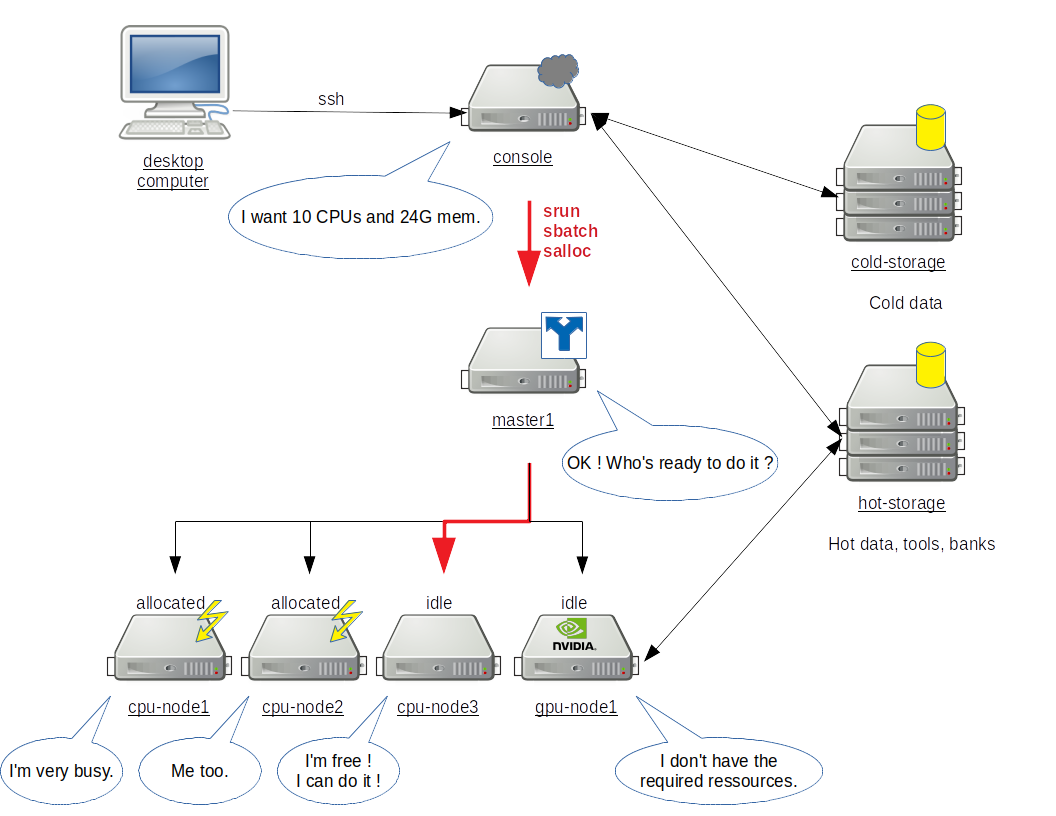 ssh
desktop
computer
console
I want 10 CPUs and 24G mem.
srun
sbatch
salloc
cold-storage
Cold data
master1
OK ! Who's ready to do it ?
hot-storage
Hot data, tools, banks
allocated
allocated
idle
idle
NVIDIA.
cpu-node1
cpu-node2
cpu-node3
gpu-node1
I'm very busy.
Me too.
I'm free !
I can do it !
I don't have the
required ressources.